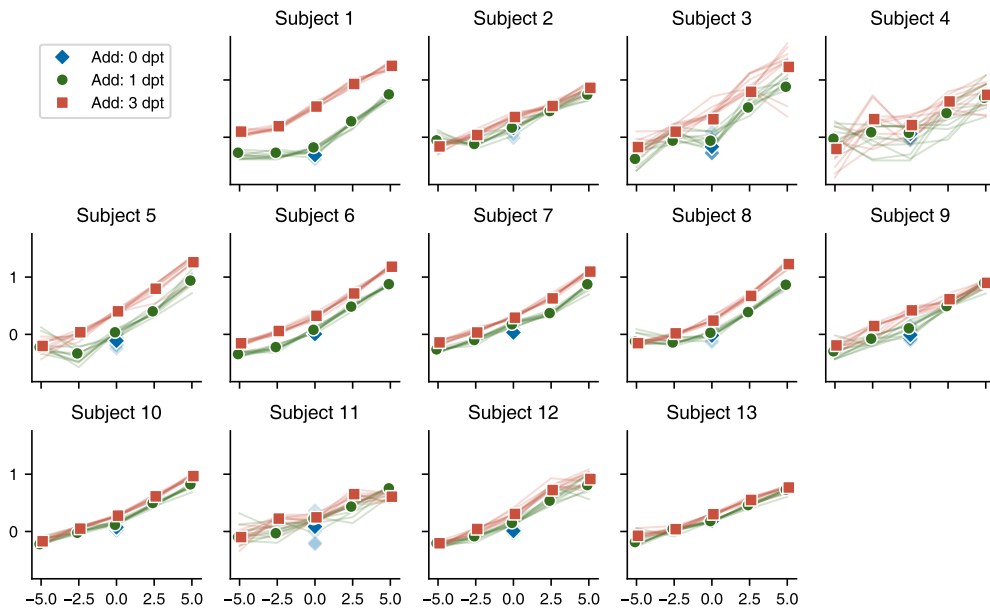 Subject 1 Subject 2 Subject 3 Subject 4
Add: 0 dpt
Add: 1 dpt
Add: 3 dpt
Subject 5 Subject 6 Subject 7 Subject 8 Subject 9
1
0
Subject 10 Subject 11 Subject 12 Subject 13
1
0
−5.0 −2.5 0.0 2.5 5.0 −5.0 −2.5 0.0 2.5 5.0 −5.0 −2.5 0.0 2.5 5.0 −5.0 −2.5 0.0 2.5 5.0